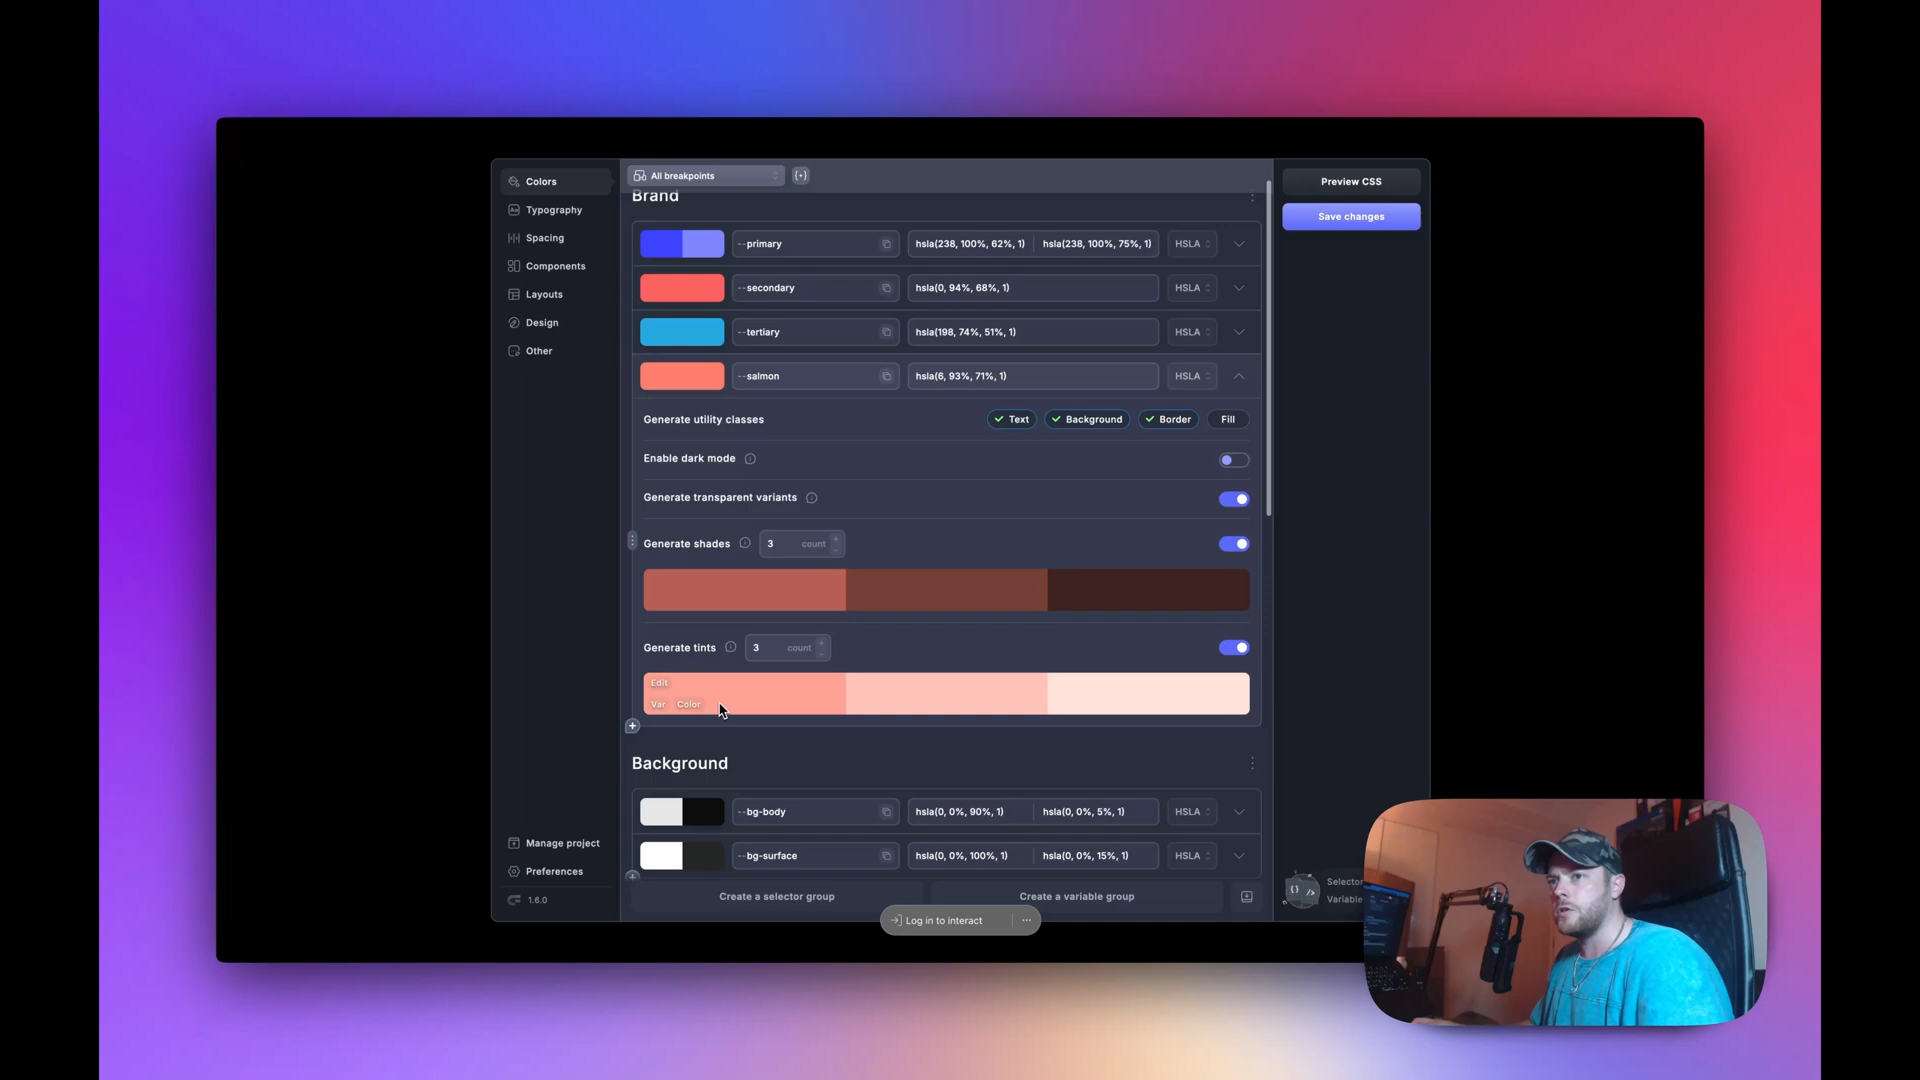 Colors
Typography
Spacing
Components
Layouts
Design
Other
Manage project
Preferences
1.6.0
All breakpoints
Brand
--primary hsla(238, 100%, 62%, 1) hsla(238, 100%, 75%, 1) HSLA
--secondary hsla(0, 94%, 68%, 1) HSLA
--tertiary hsla(198, 74%, 51%, 1) HSLA
--salmon hsla(6, 93%, 71%, 1) HSLA
Generate utility classes Text Background Border Fill
Enable dark mode
Generate transparent variants
Generate shades 3 count
Generate tints 3 count
Edit
Var Color
Background
--bg-body hsla(0, 0%, 90%, 1) hsla(0, 0%, 5%, 1) HSLA
--bg-surface hsla(0, 0%, 100%, 1) hsla(0, 0%, 15%, 1) HSLA
Create a selector group Create a variable group
Log in to interact
Preview CSS
Save changes
Selector
Variable